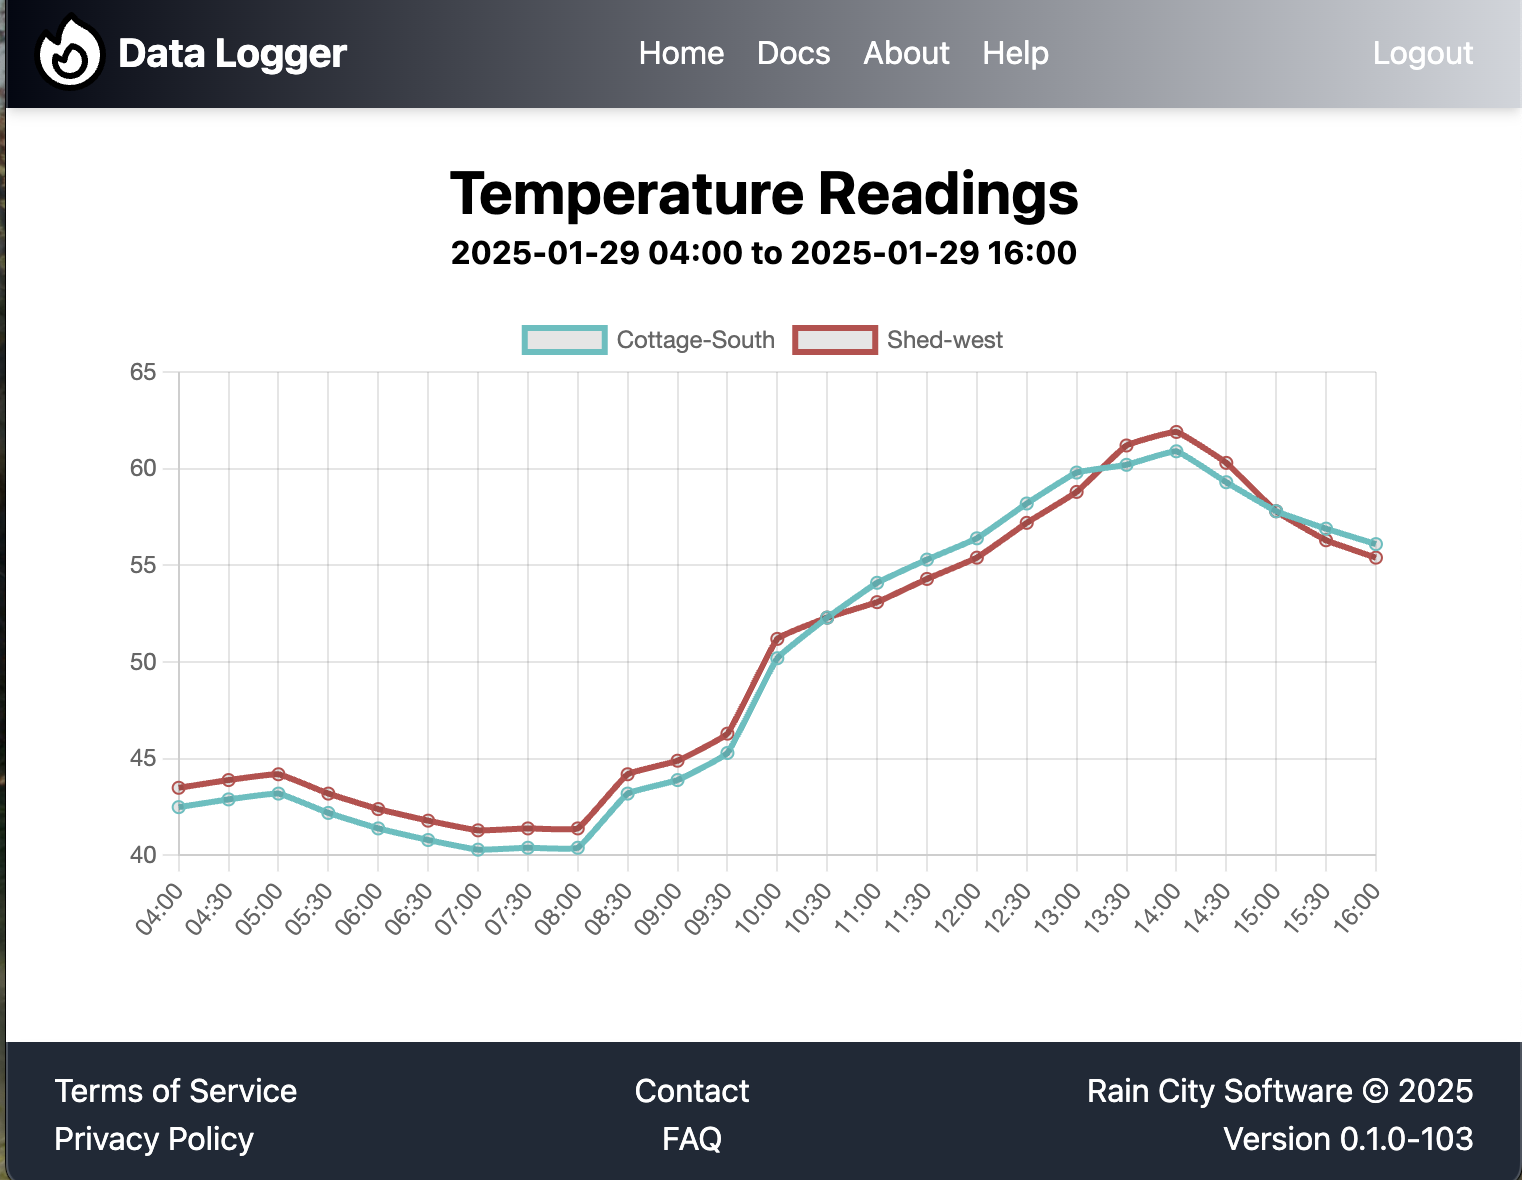 Data Logger
Home Docs About Help
Logout
Temperature Readings
2025-01-29 04:00 to 2025-01-29 16:00
Cottage-South Shed-west
65
60
55
50
45
40
04:00 04:30 05:00 05:30 06:00 06:30 07:00 07:30 08:00 08:30 09:00 09:30 10:00 10:30 11:00 11:30 12:00 12:30 13:00 13:30 14:00 14:30 15:00 15:30 16:00
Terms of Service
Privacy Policy
Contact
FAQ
Rain City Software © 2025
Version 0.1.0-103